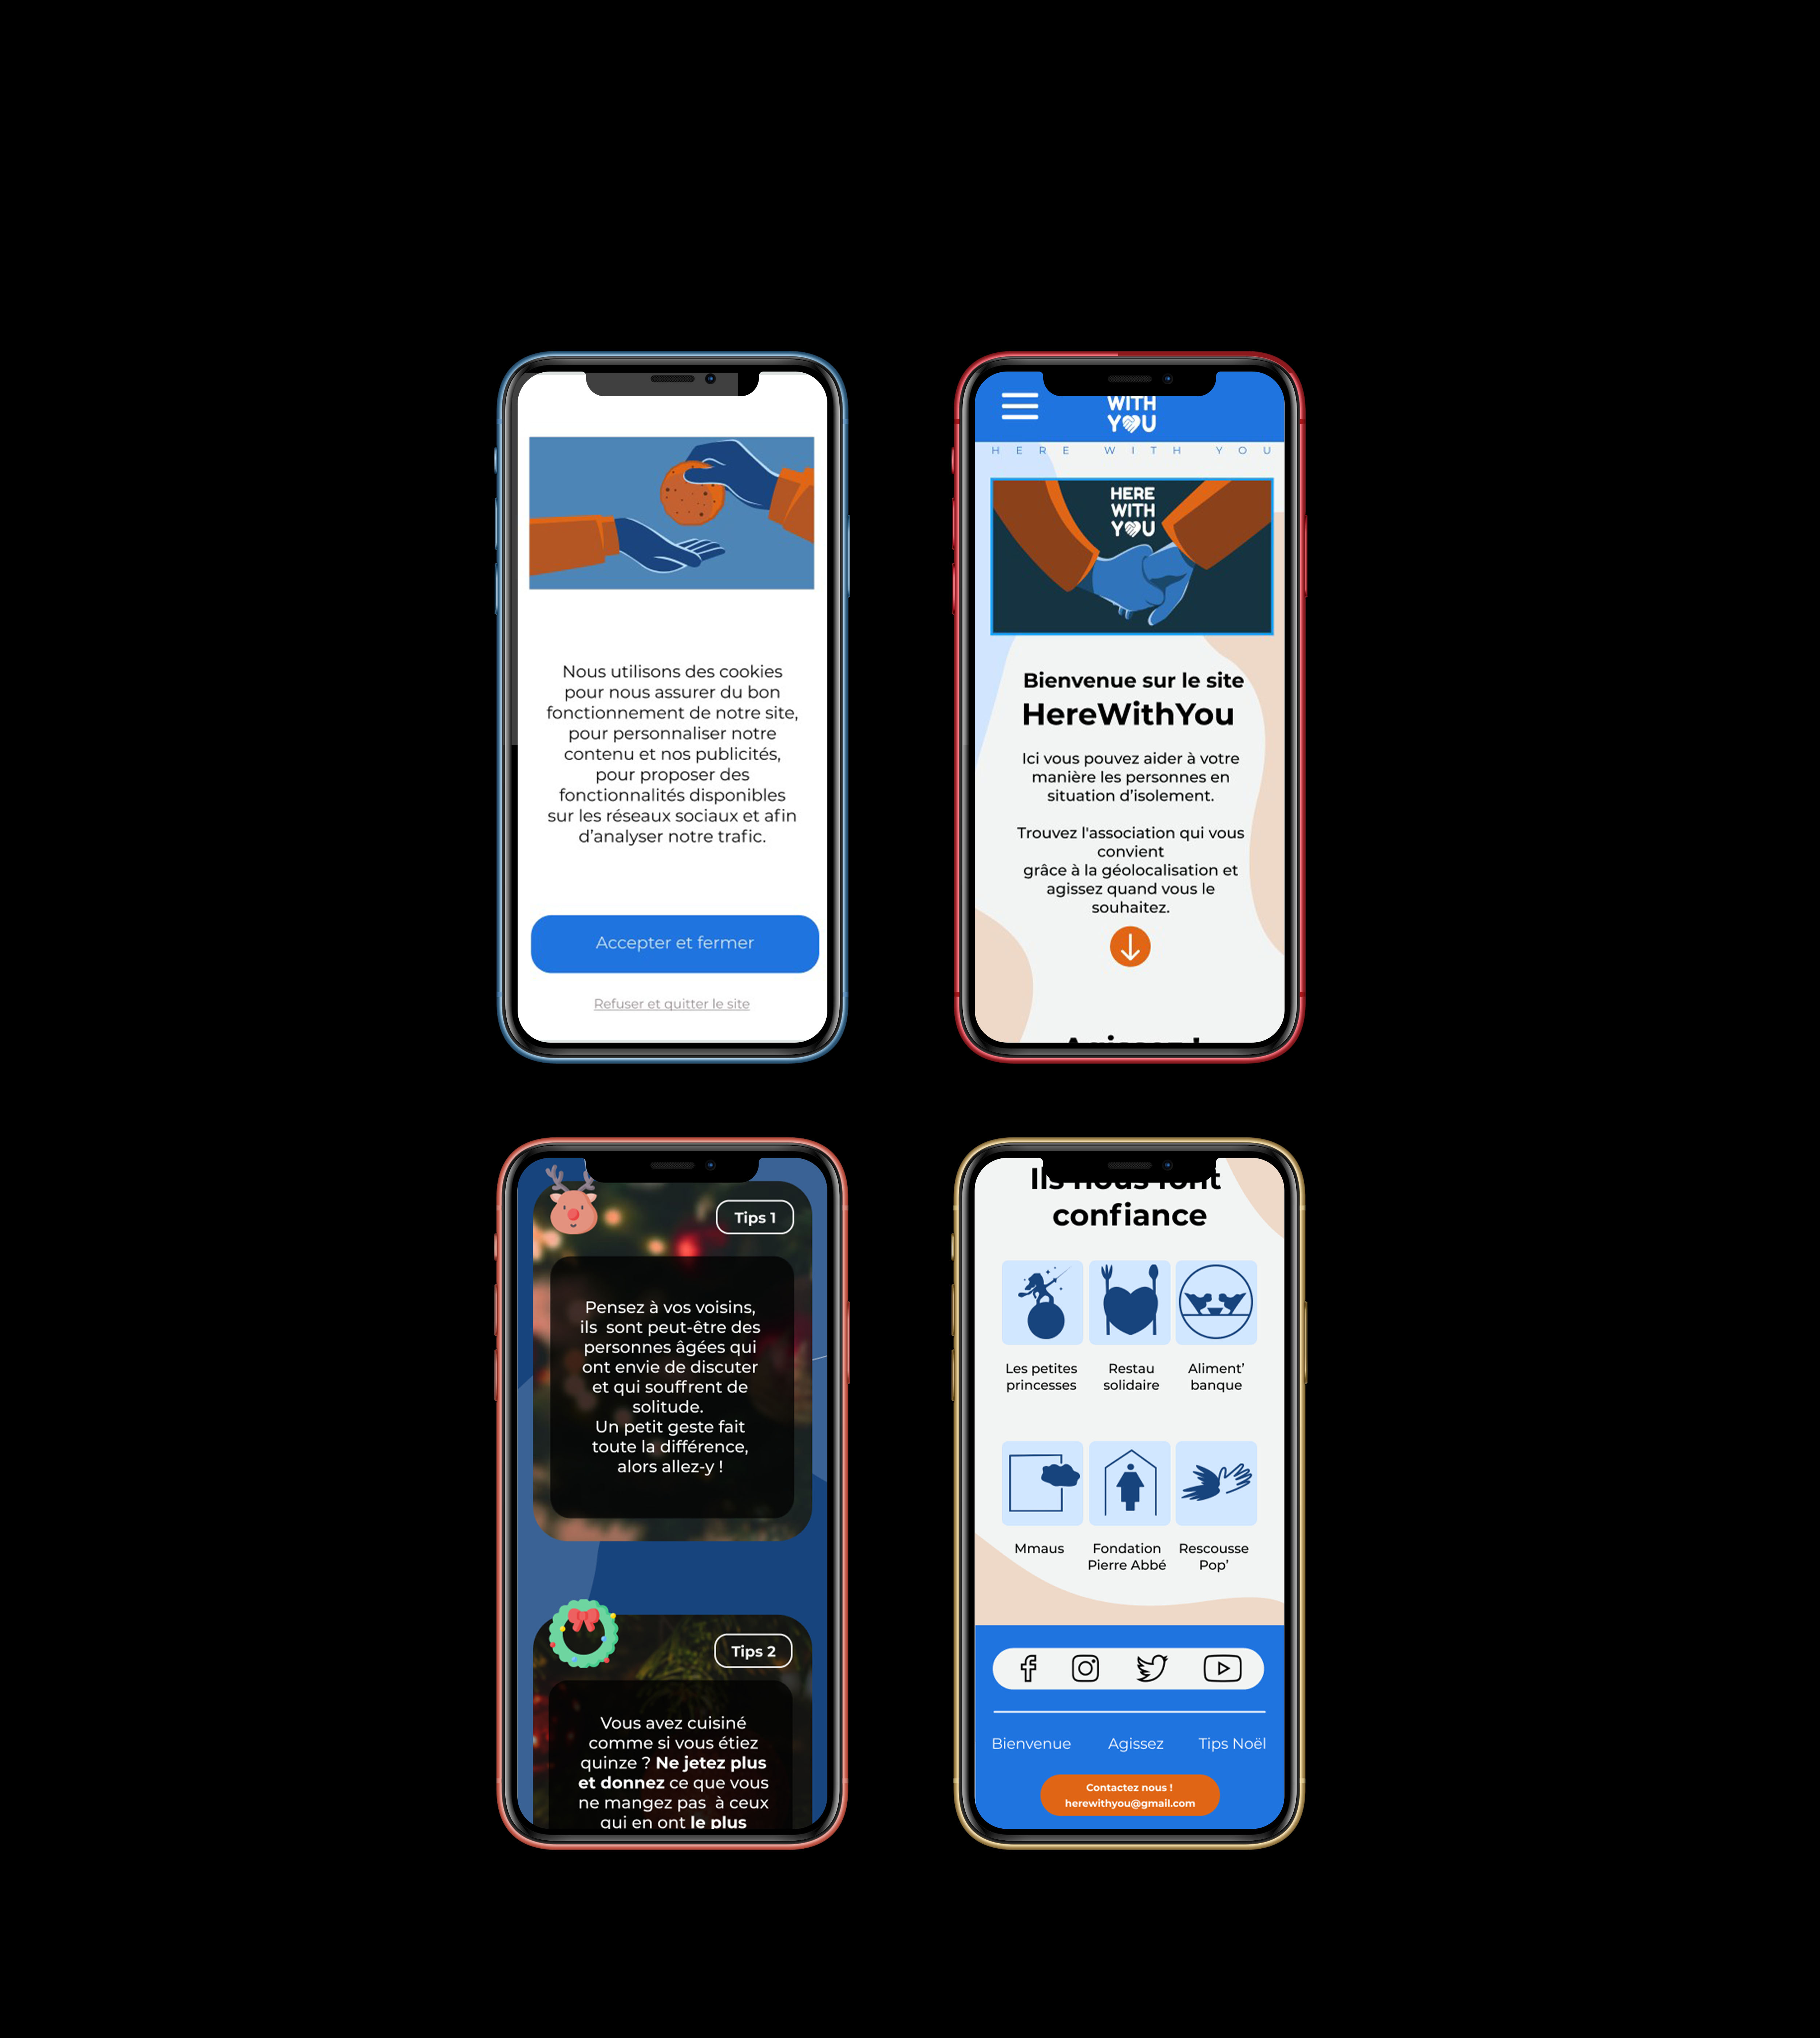 Nous utilisons des cookies
pour nous assurer du bon
fonctionnement de notre site,
pour personnaliser notre
contenu et nos publicités,
pour proposer des
fonctionnalités disponibles
sur les réseaux sociaux et afin
d'analyser notre trafic.
Accepter et fermer
Refuser et quitter le site
WITH
YOU
HERE WITH YOU
HERE
WITH
YOU
Bienvenue sur le site
HereWithYou
Ici vous pouvez aider à votre
manière les personnes en
situation d'isolement.
Trouvez l'association qui vous
convient
grâce à la géolocalisation et
agissez quand vous le
souhaitez.
Tips 1
Pensez à vos voisins,
ils  sont peut-être des
personnes âgées qui
ont envie de discuter
et qui souffrent de
solitude.
Un petit geste fait
toute la différence,
alors allez-y !
Tips 2
Vous avez cuisiné
comme si vous étiez
quinze ? Ne jetez plus
et donnez ce que vous
ne mangez pas  à ceux
qui en ont le plus
Ils nous font
confiance
Les petites
princesses
Restau
solidaire
Aliment'
banque
Mmaus
Fondation
Pierre Abbé
Rescousse
Pop'
Bienvenue Agissez Tips Noël
Contactez nous !
herewithyou@gmail.com